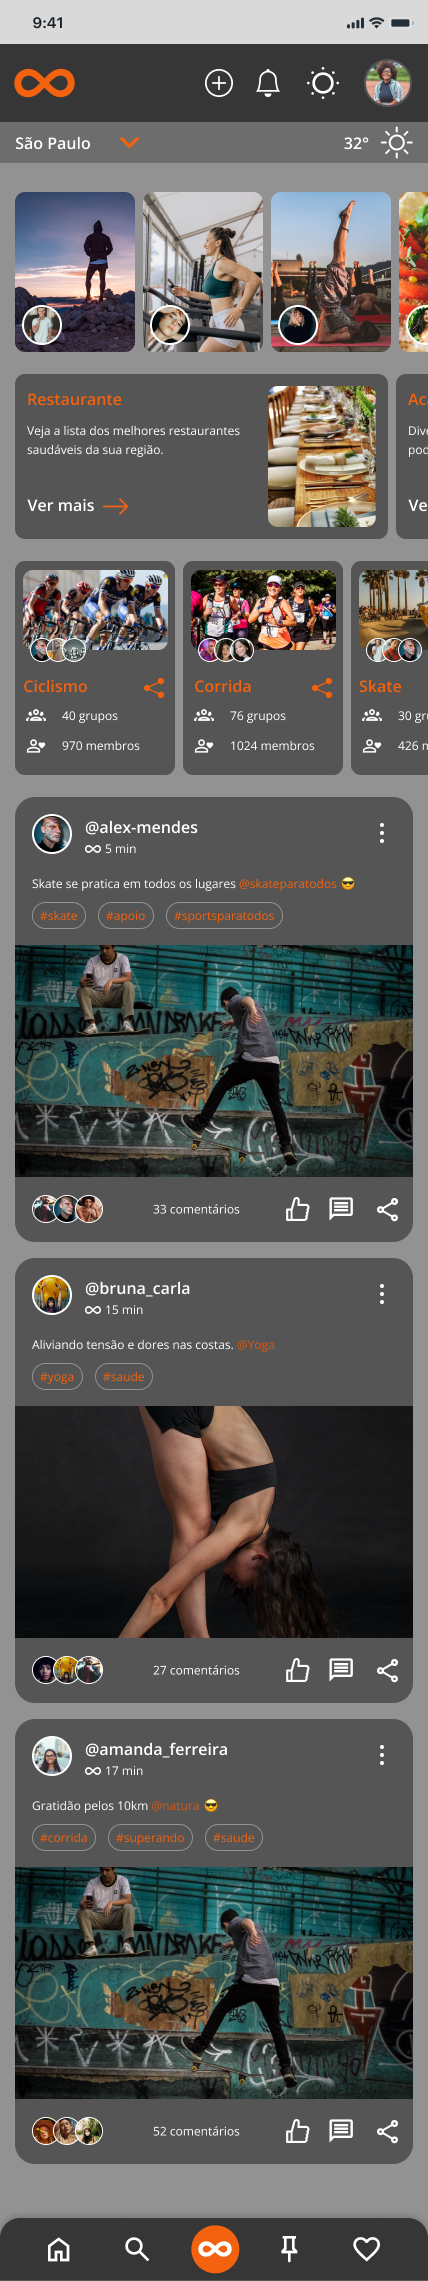 9:41
São Paulo
32°
Restaurante
Veja a lista dos melhores restaurantes
saudáveis da sua região.
Ver mais
Ac
Dive
pod
Ve
Ciclismo
40 grupos
970 membros
Corrida
76 grupos
1024 membros
Skate
30 gru
426 m
@alex-mendes
5 min
Skate se pratica em todos os lugares @skateparatodos 😎
#skate #apoio #sportsparatodos
33 comentários
@bruna_carla
15 min
Aliviando tensão e dores nas costas. @Yoga
#yoga #saude
27 comentários
@amanda_ferreira
17 min
Gratidão pelos 10km @natura 😎
#corrida #superando #saude
52 comentários